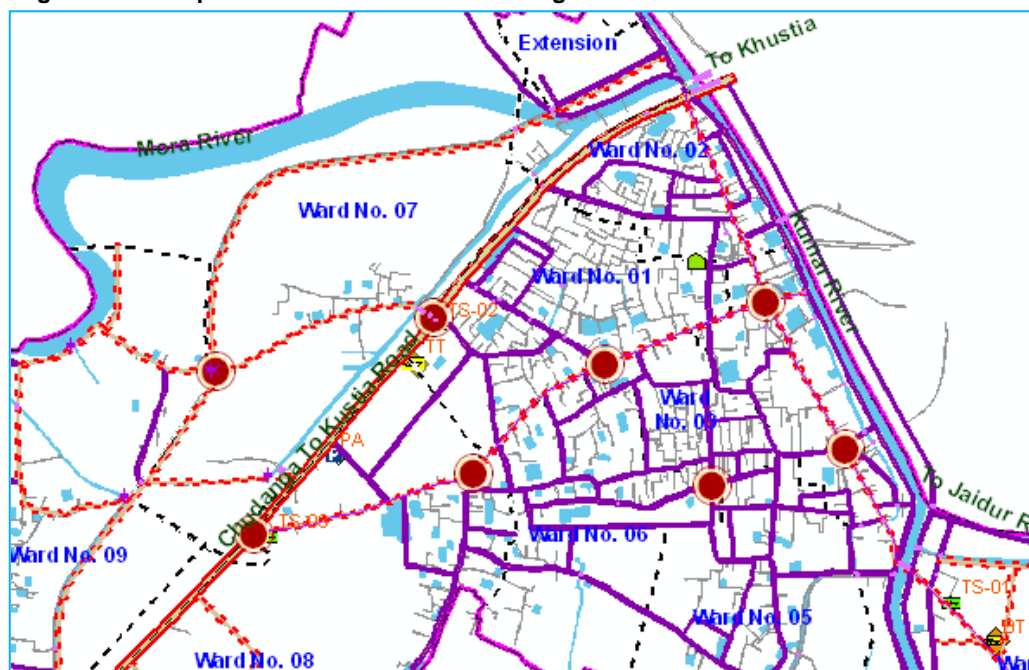 Extension
To Khustia
Mora River
Ward No. 02
Ward No. 07
Kumar River
Ward No. 01
TS-02
TT
Chudanga To Kustia Road
Ward
No. 03
PA
To Jaidur R
TS-03
Ward No. 06
Ward No. 09
TS-01
Ward No. 05
BT
Ward No. 08
War